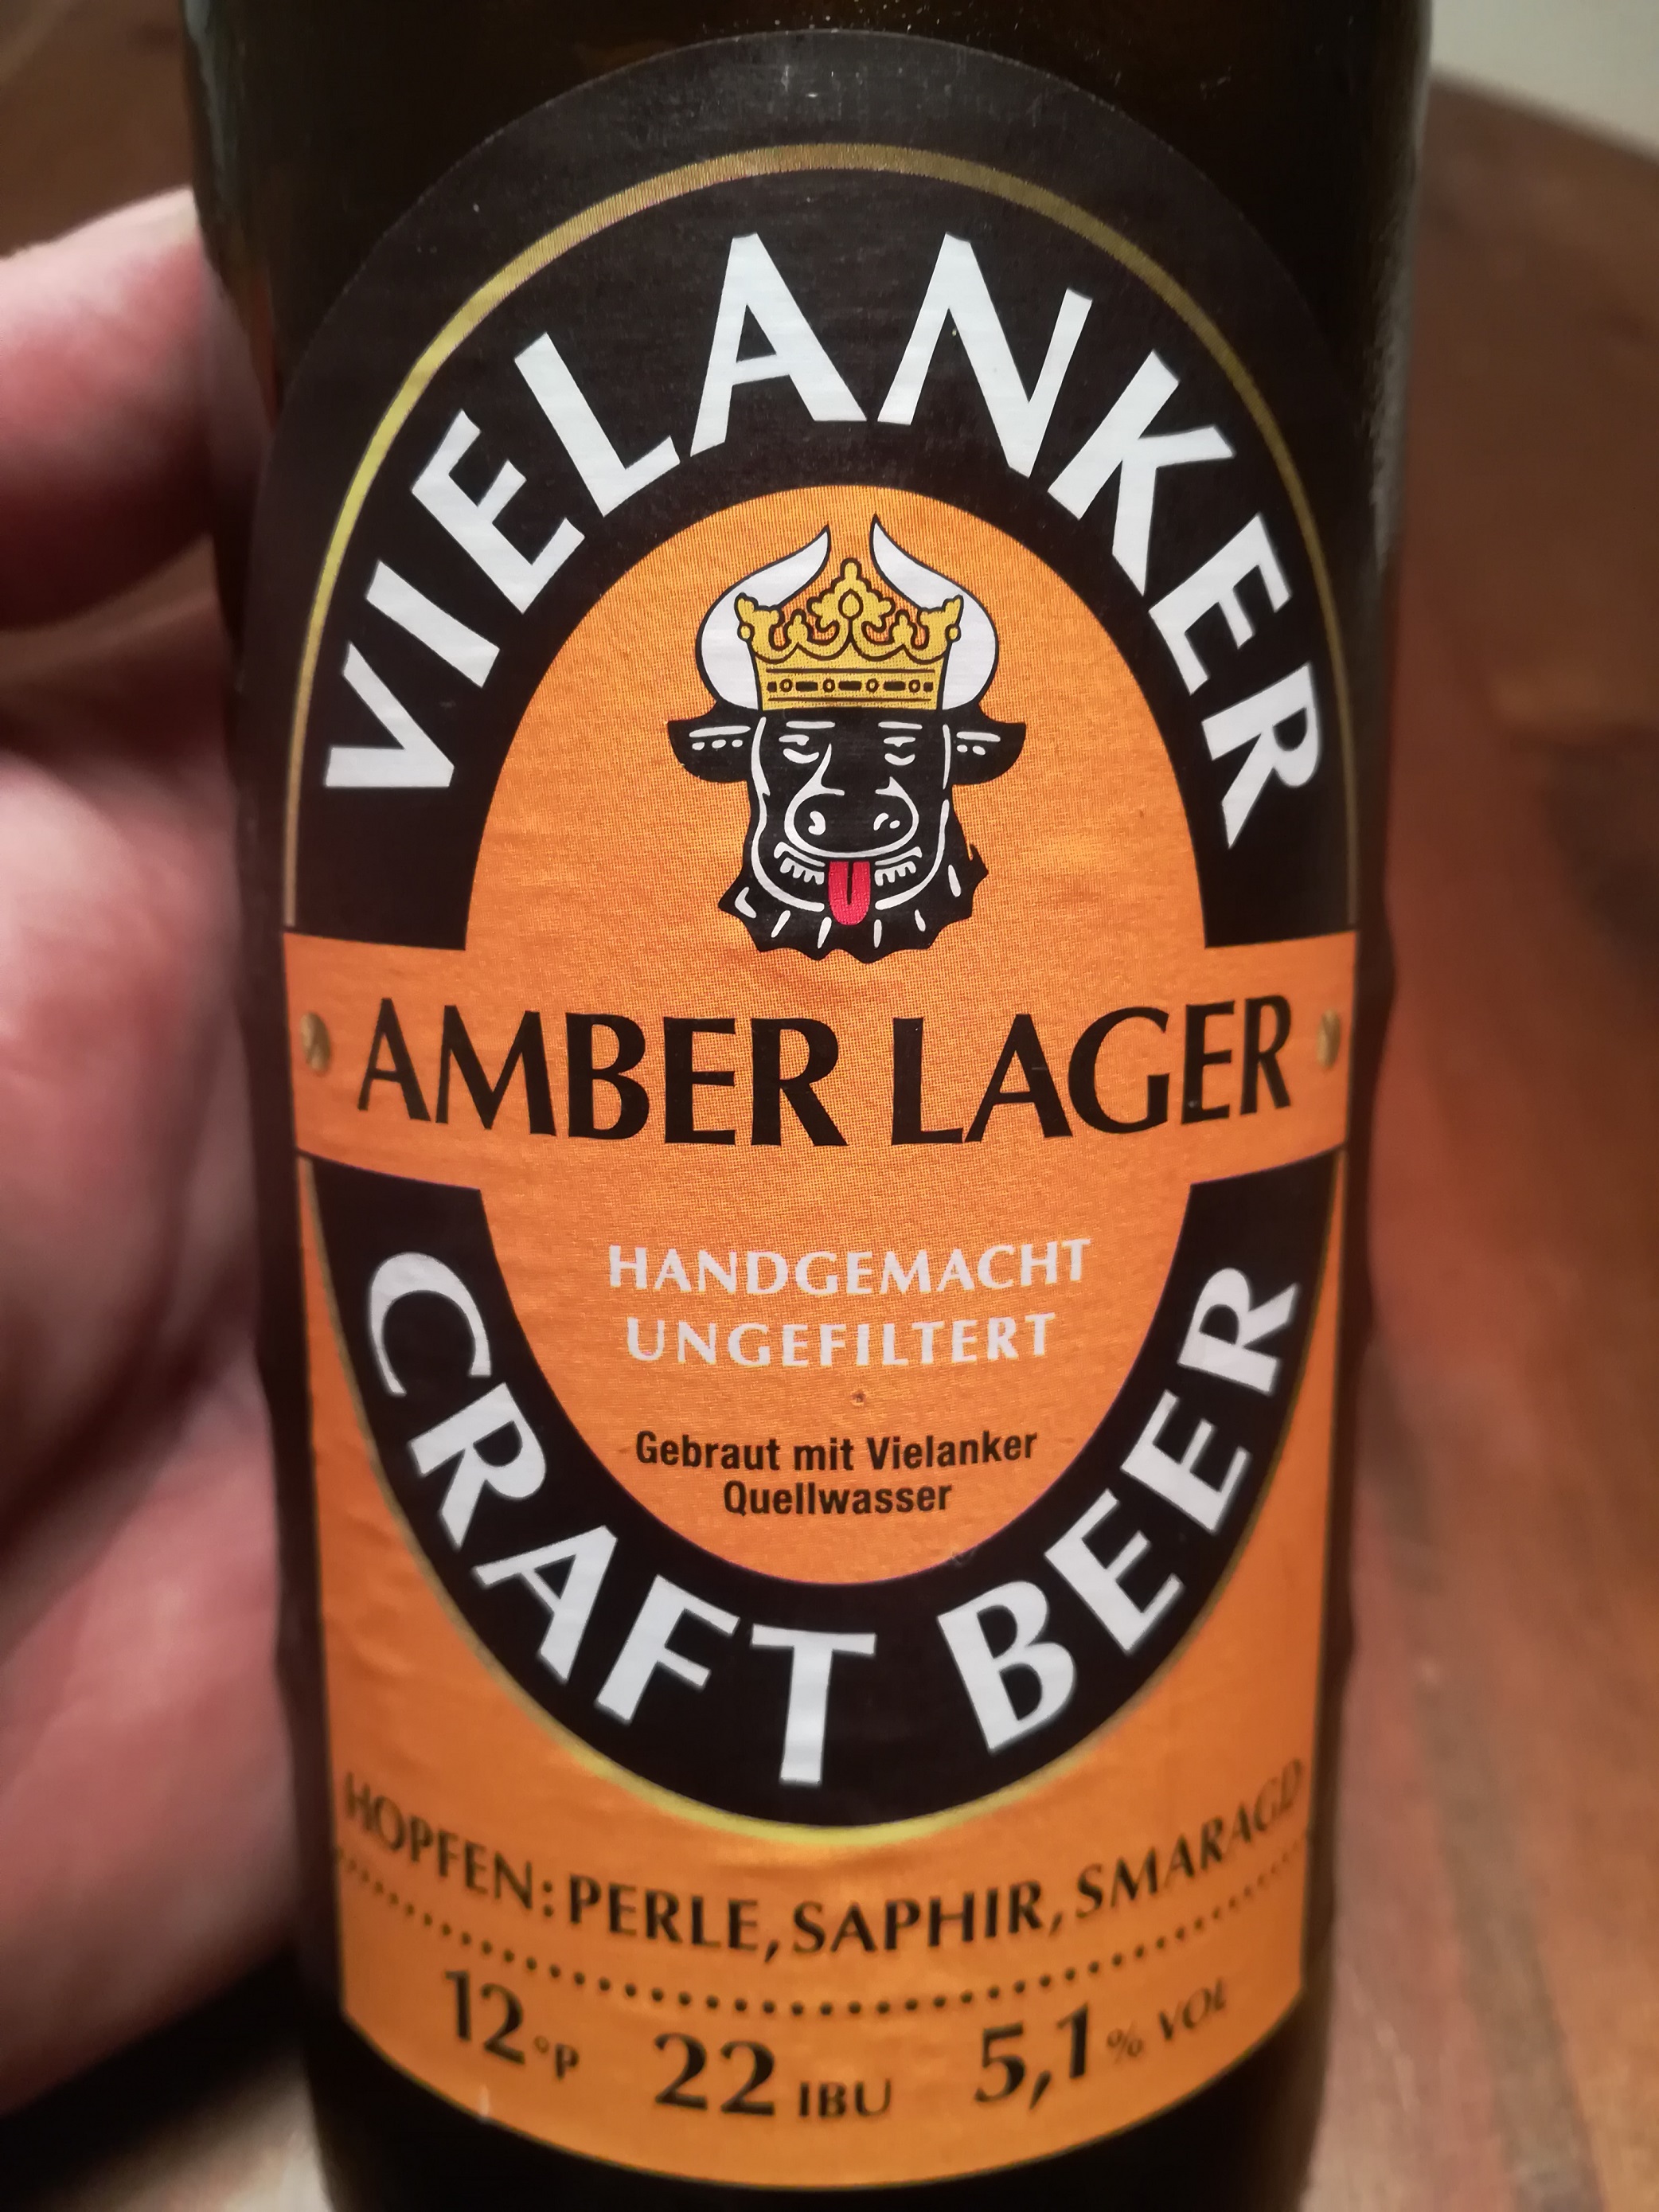 VIELANKER
AMBER LAGER
HANDGEMACHT
UNGEFILTERT
Gebraut mit Vielanker
Quellwasser
CRAFT BEER
HOPFEN: PERLE, SAPHIR, SMARAGD
12 °P 22 IBU 5,1 % VOL